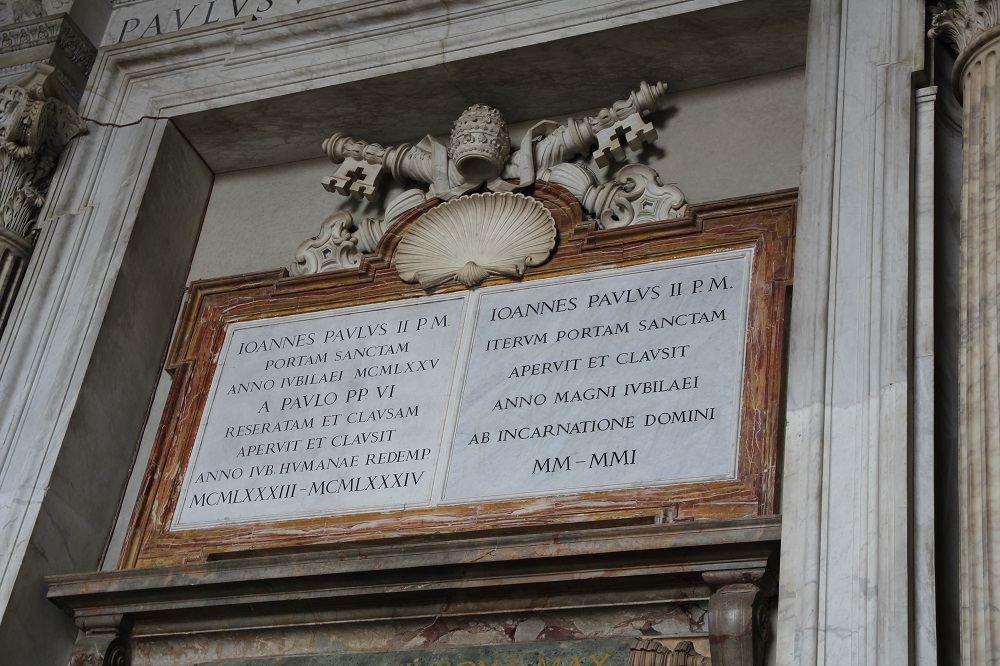 PAVLVS V
IOANNES PAVLVS II P.M.
PORTAM SANCTAM
ANNO IVBILAEI MCMLXXV
A PAVLO PP. VI
RESERATAM ET CLAVSAM
APERVIT ET CLAVSIT
ANNO IVB. HVMANAE REDEMP.
MCMLXXXIII-MCMLXXXIV
IOANNES PAVLVS II P.M.
ITERVM PORTAM SANCTAM
APERVIT ET CLAVSIT
ANNO MAGNI IVBILAEI
AB INCARNATIONE DOMINI
MM-MMI
MAX